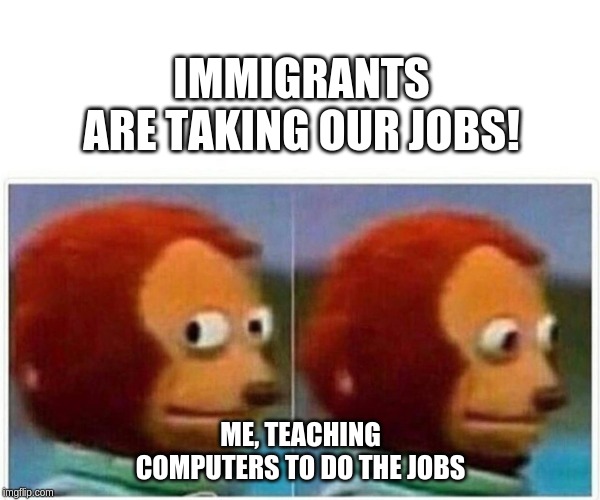 IMMIGRANTS
ARE TAKING OUR JOBS!
ME, TEACHING
COMPUTERS TO DO THE JOBS
imgflip.com